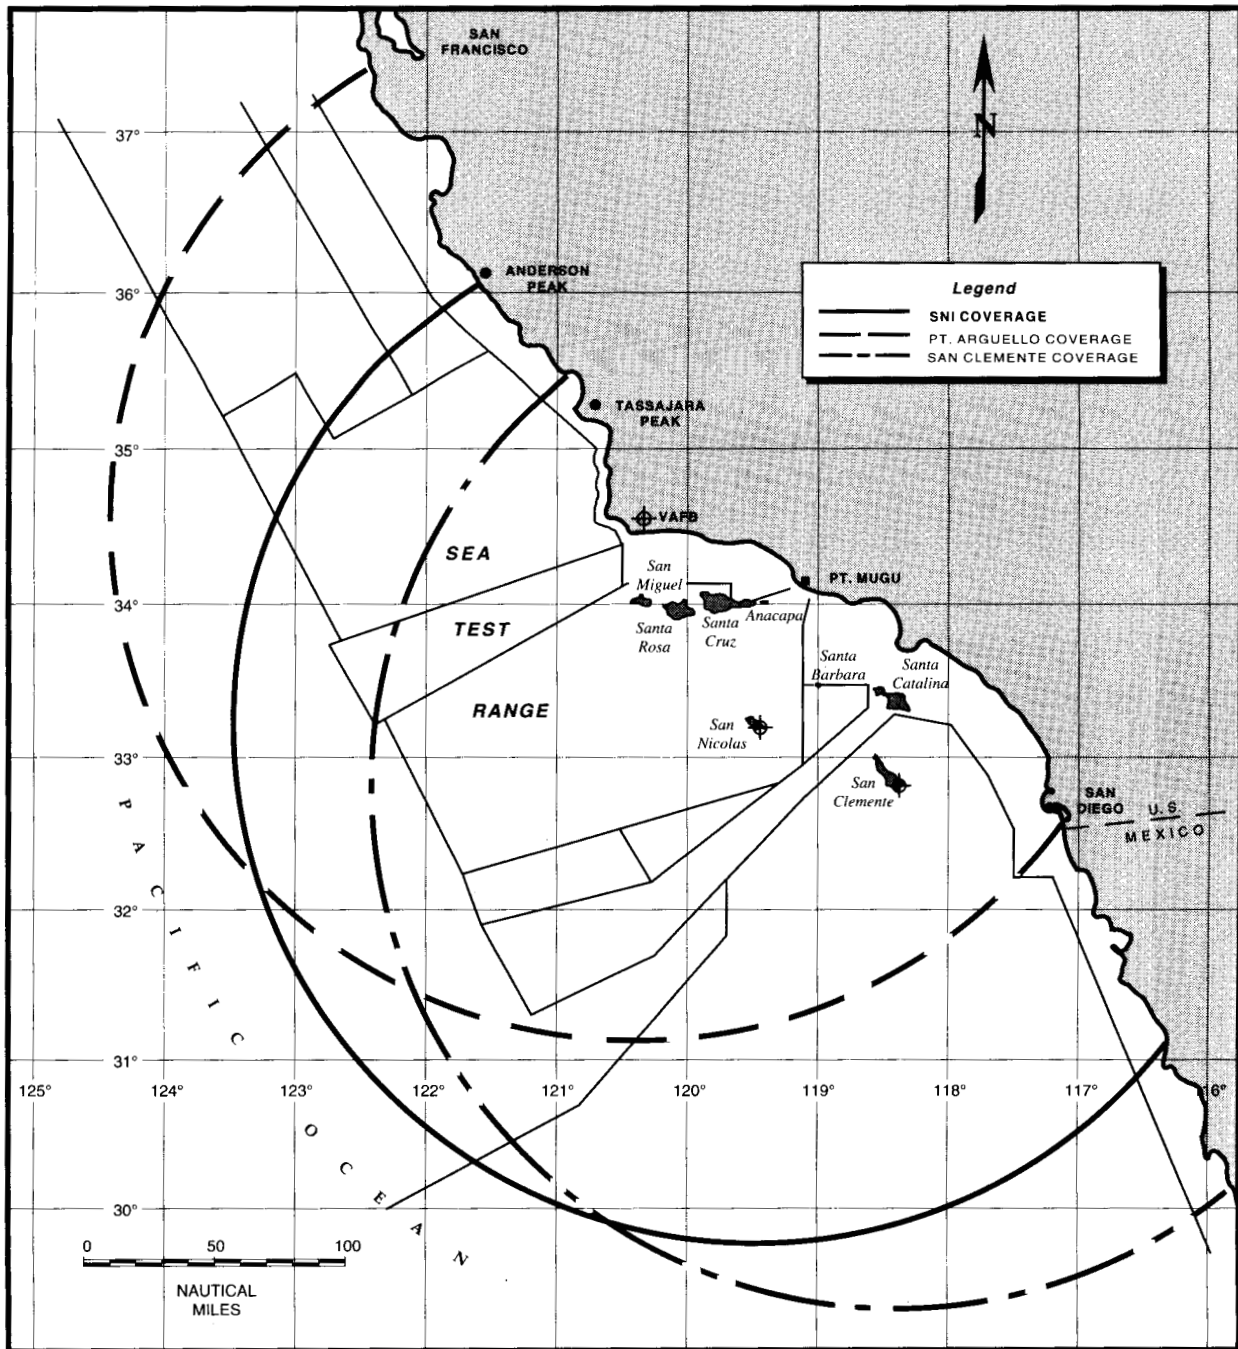 SAN
FRANCISCO
N
37°
ANDERSON
PEAK
36°
Legend
SNI COVERAGE
PT. ARGUELLO COVERAGE
SAN CLEMENTE COVERAGE
TASSAJARA
PEAK
35°
VAFB
SEA
San
Miguel
PT. MUGU
34°
TEST
Santa
Rosa
Santa
Cruz
Anacapa
Santa
Barbara
Santa
Catalina
RANGE
San
Nicolas
33°
San
Clemente
SAN
DIEGO
U.S.
MEXICO
PACIFIC
32°
31°
125°
124°
123°
122°
121°
120°
119°
118°
117°
116°
OCEAN
30°
0 50 100
NAUTICAL
MILES